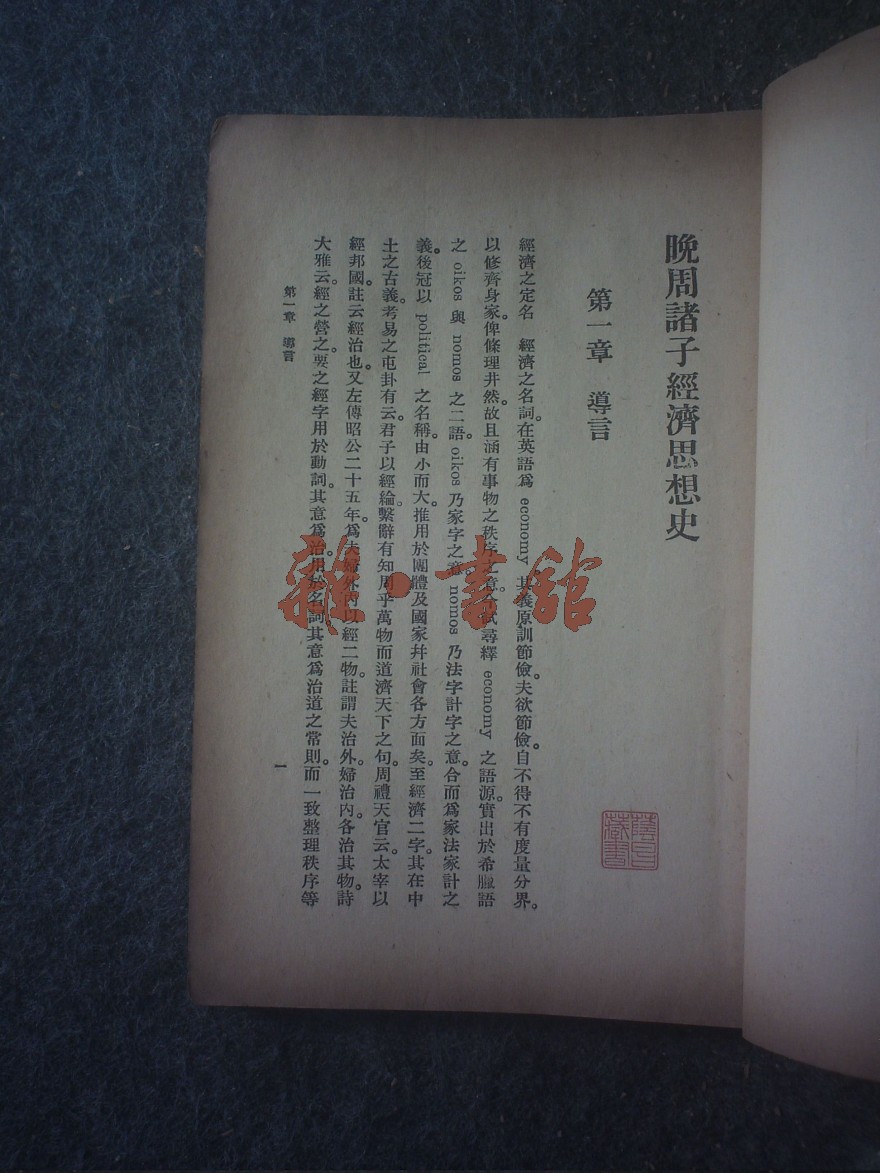 晚周諸子經濟思想史
第一章　導言
經濟之定名　經濟之名詞。在英語爲 economy 其義原訓節儉。夫欲節儉。自不得不有度量分界。
以修齊身家。俾條理井然。故且涵有事物之秩序之意。今試尋繹 economy 之語源。實出於希臘語
之 oikos 與 nomos 之二語。oikos 乃家字之意。nomos 乃法字計字之意。合而爲家法家計之
義。後冠以 political 之名稱。由小而大。推用於團體及國家幷社會各方面矣。至經濟二字。其在中
土之古義。考易之屯卦有云。君子以經綸。繫辭有知周乎萬物而道濟天下之句。周禮天官云。太宰以
經邦國。註云經治也。又左傳昭公二十五年。爲夫婦外內以經二物。註謂夫治外。婦治內。各治其物。詩
大雅云。經之營之。要之經字用於動詞。其意爲治。用於名詞其意爲治道之常則。而一致整理秩序等
第一章　導言
一
雜·書館
藏書